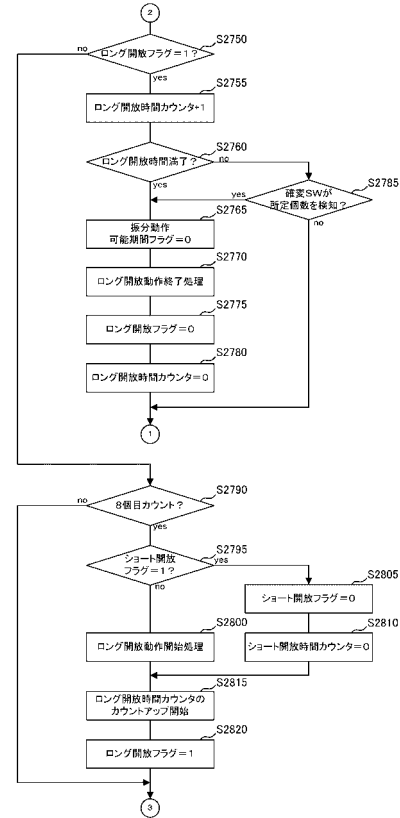 2
S2750
no
ロング開放フラグ=1?
yes
S2755
ロング開放時間カウンタ+1
S2760
ロング開放時間満了?
no
yes
S2785
確変SWが
所定個数を検知?
yes
no
S2765
振分動作
可能期間フラグ=0
S2770
ロング開放動作終了処理
S2775
ロング開放フラグ=0
S2780
ロング開放時間カウンタ=0
1
S2790
no
8個目カウント?
yes
S2795
ショート開放
フラグ=1?
yes
no
S2805
ショート開放フラグ=0
S2800
ロング開放動作開始処理
S2810
ショート開放時間カウンタ=0
S2815
ロング開放時間カウンタの
カウントアップ開始
S2820
ロング開放フラグ=1
3